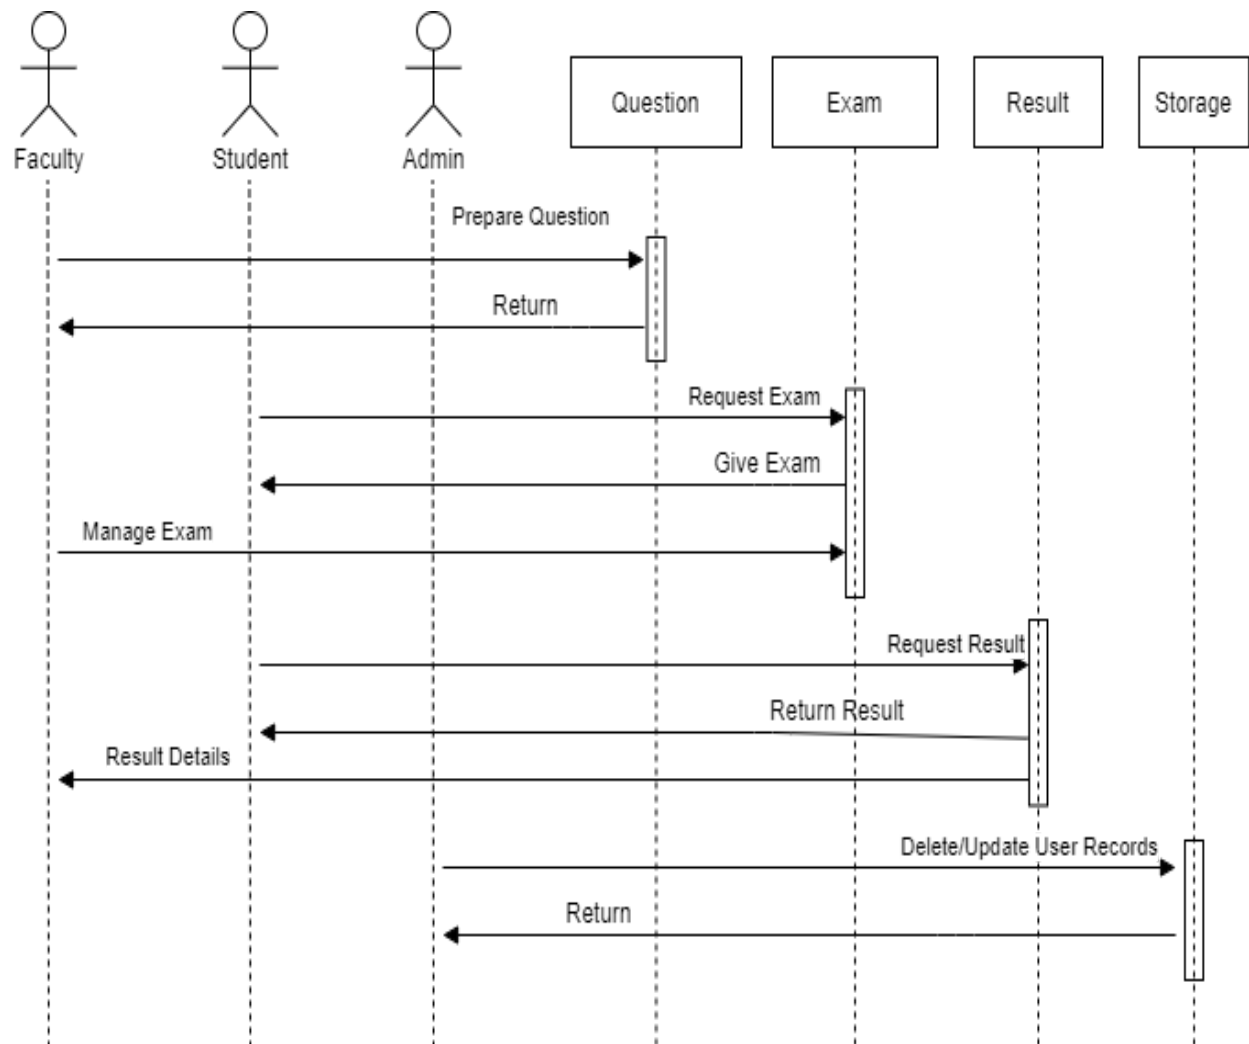 Question
Exam
Result
Storage
Faculty
Student
Admin
Prepare Question
Return
Request Exam
Give Exam
Manage Exam
Request Result
Return Result
Result Details
Delete/Update User Records
Return